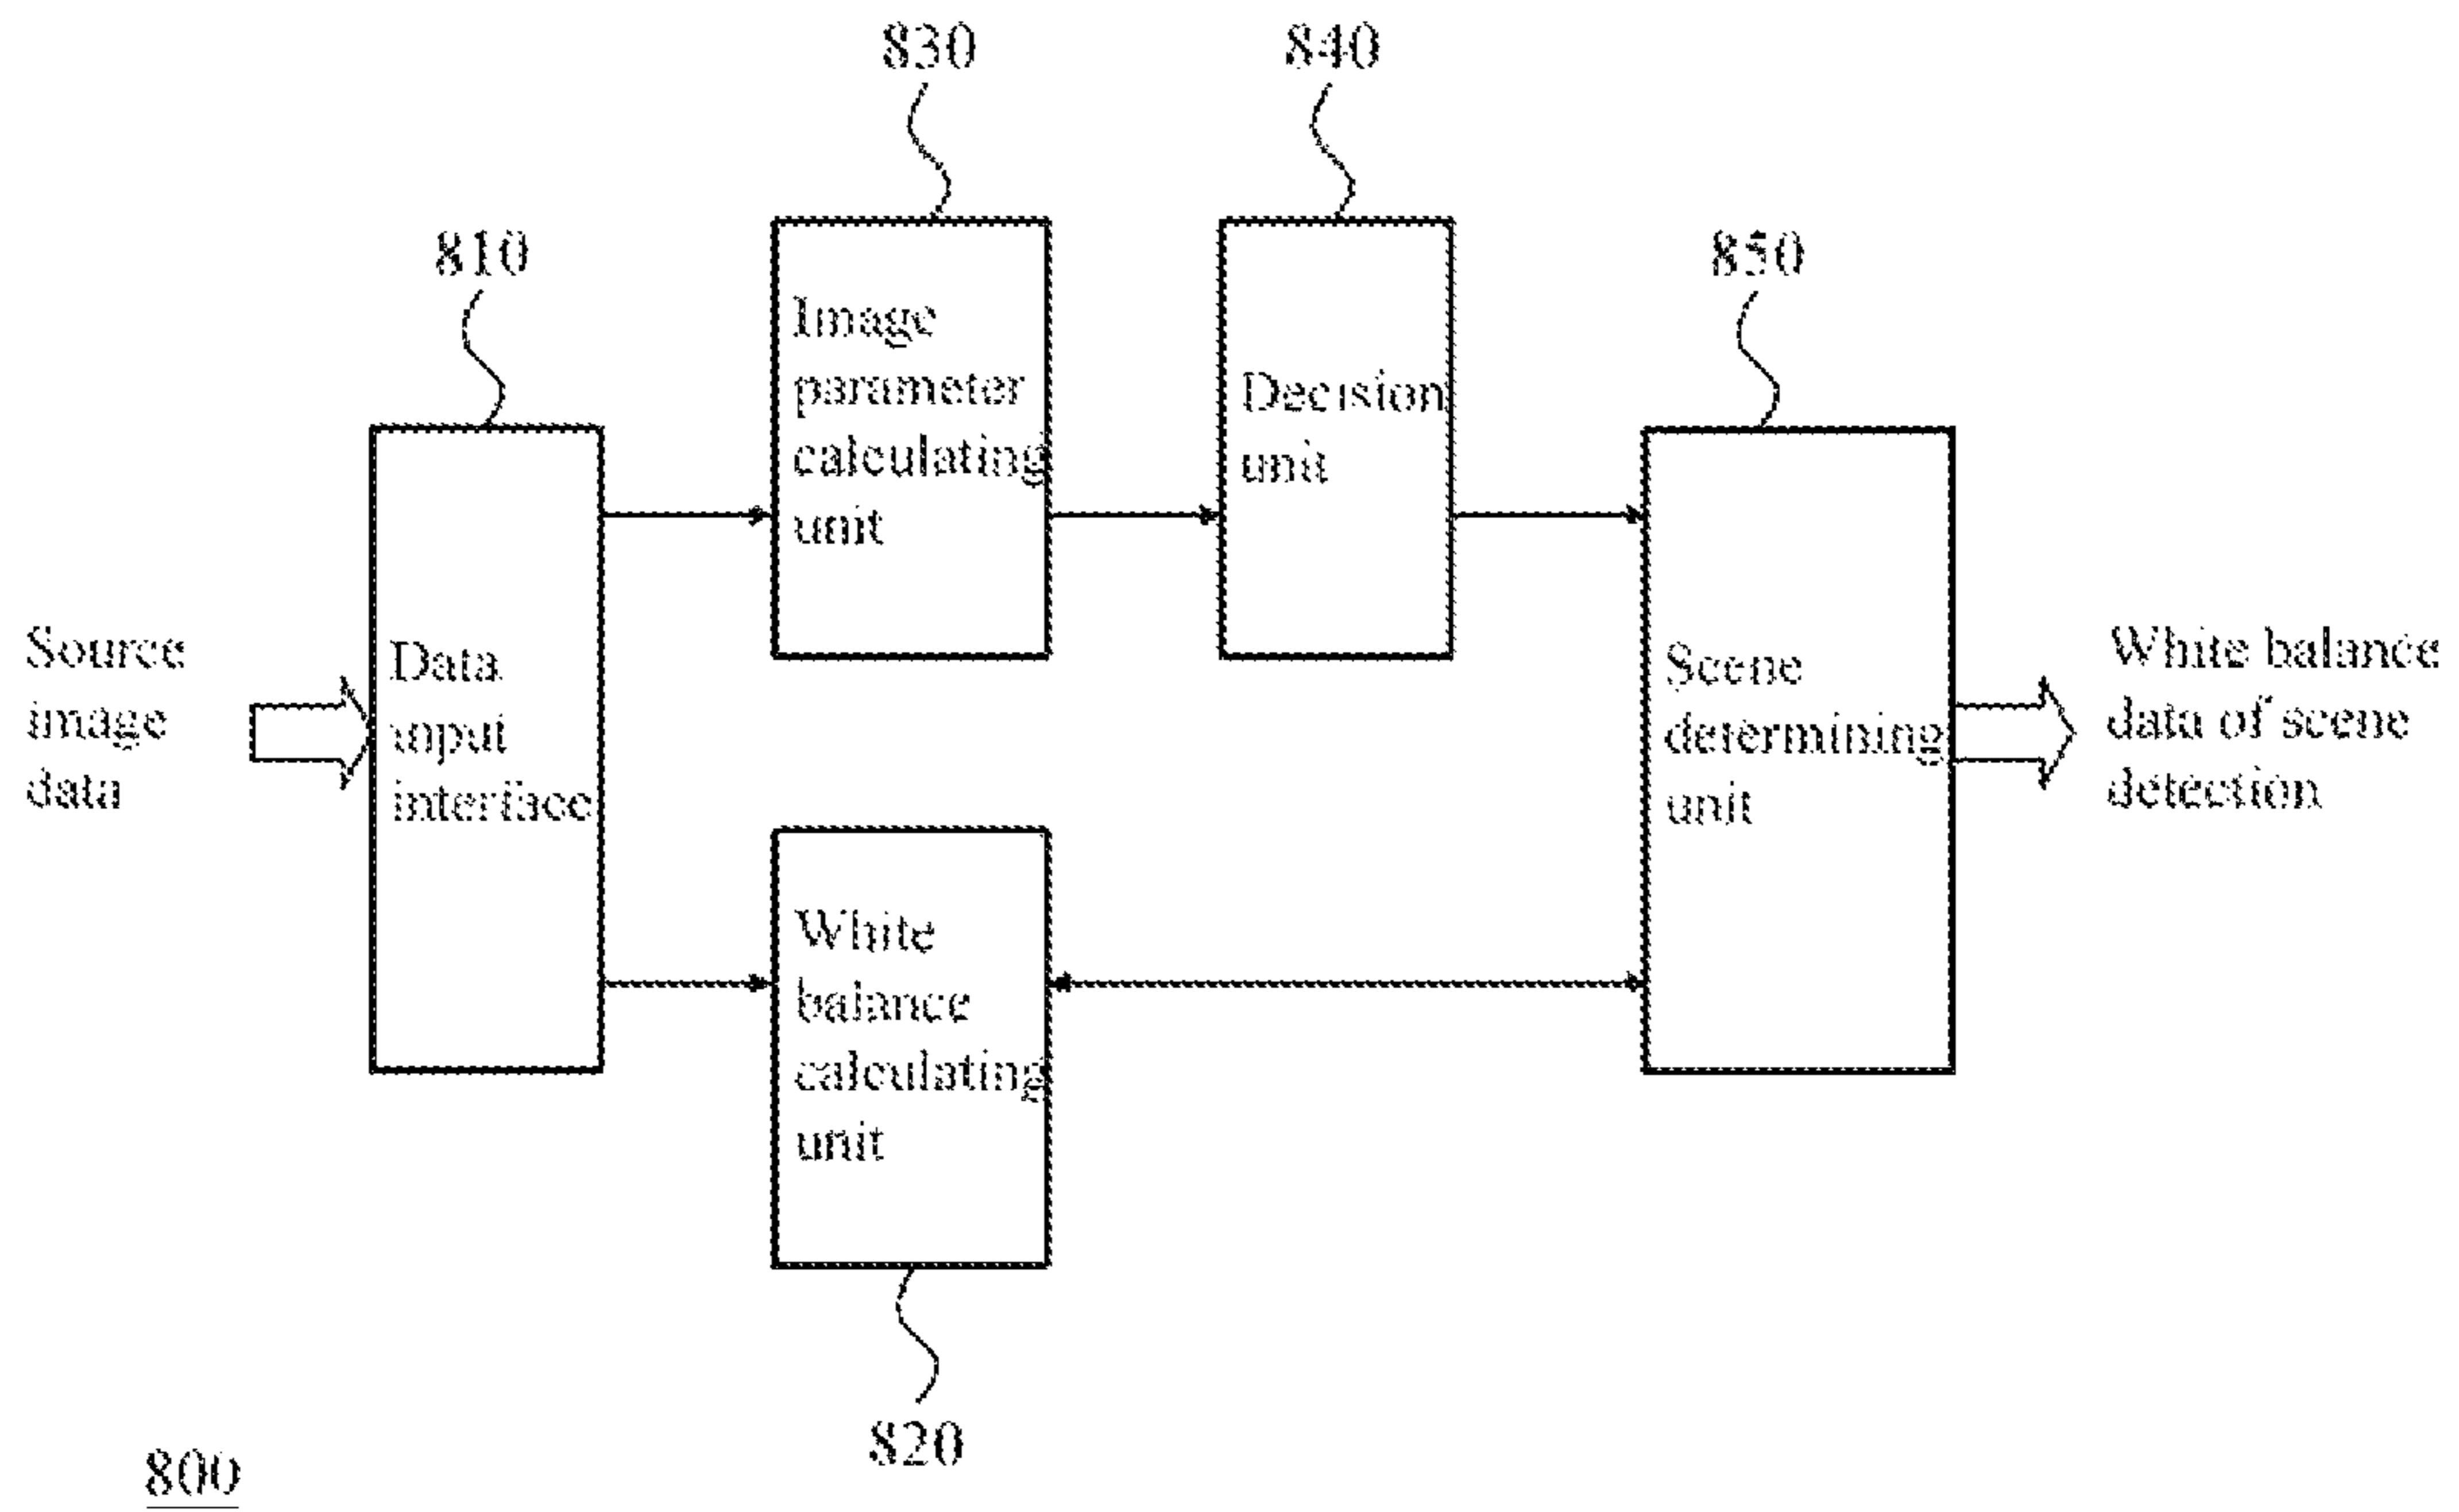 830
840
810
850
Image
parameter
calculating
unit
Decision
unit
Source
image
data
Data
input
interface
Scene
determining
unit
White balance
data of scene
detection
White
balance
calculating
unit
820
800